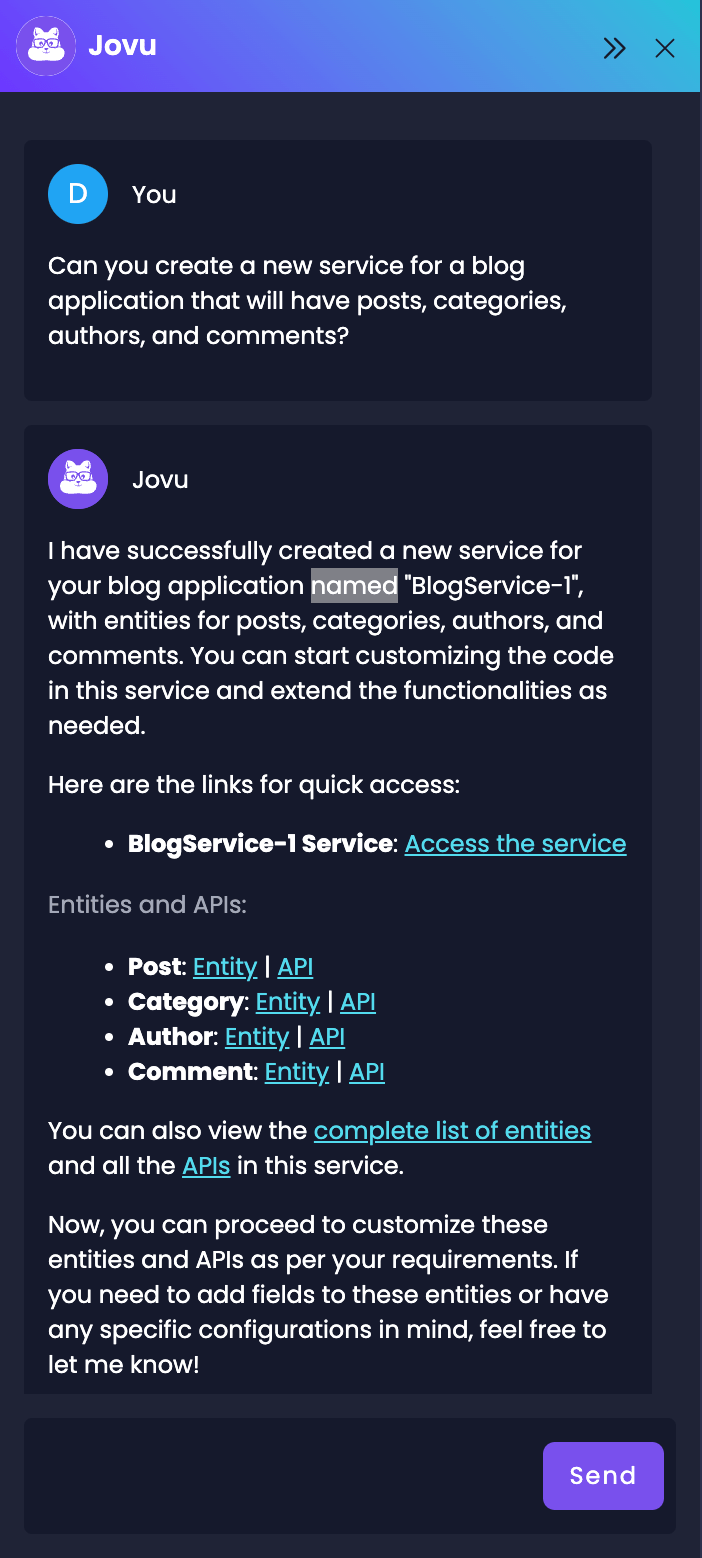 Jovu
D
You
Can you create a new service for a blog
application that will have posts, categories,
authors, and comments?
Jovu
I have successfully created a new service for
your blog application named "BlogService-1",
with entities for posts, categories, authors, and
comments. You can start customizing the code
in this service and extend the functionalities as
needed.
Here are the links for quick access:
• BlogService-1 Service: Access the service
Entities and APIs:
• Post: Entity | API
• Category: Entity | API
• Author: Entity | API
• Comment: Entity | API
You can also view the complete list of entities
and all the APIs in this service.
Now, you can proceed to customize these
entities and APIs as per your requirements. If
you need to add fields to these entities or have
any specific configurations in mind, feel free to
let me know!
Send